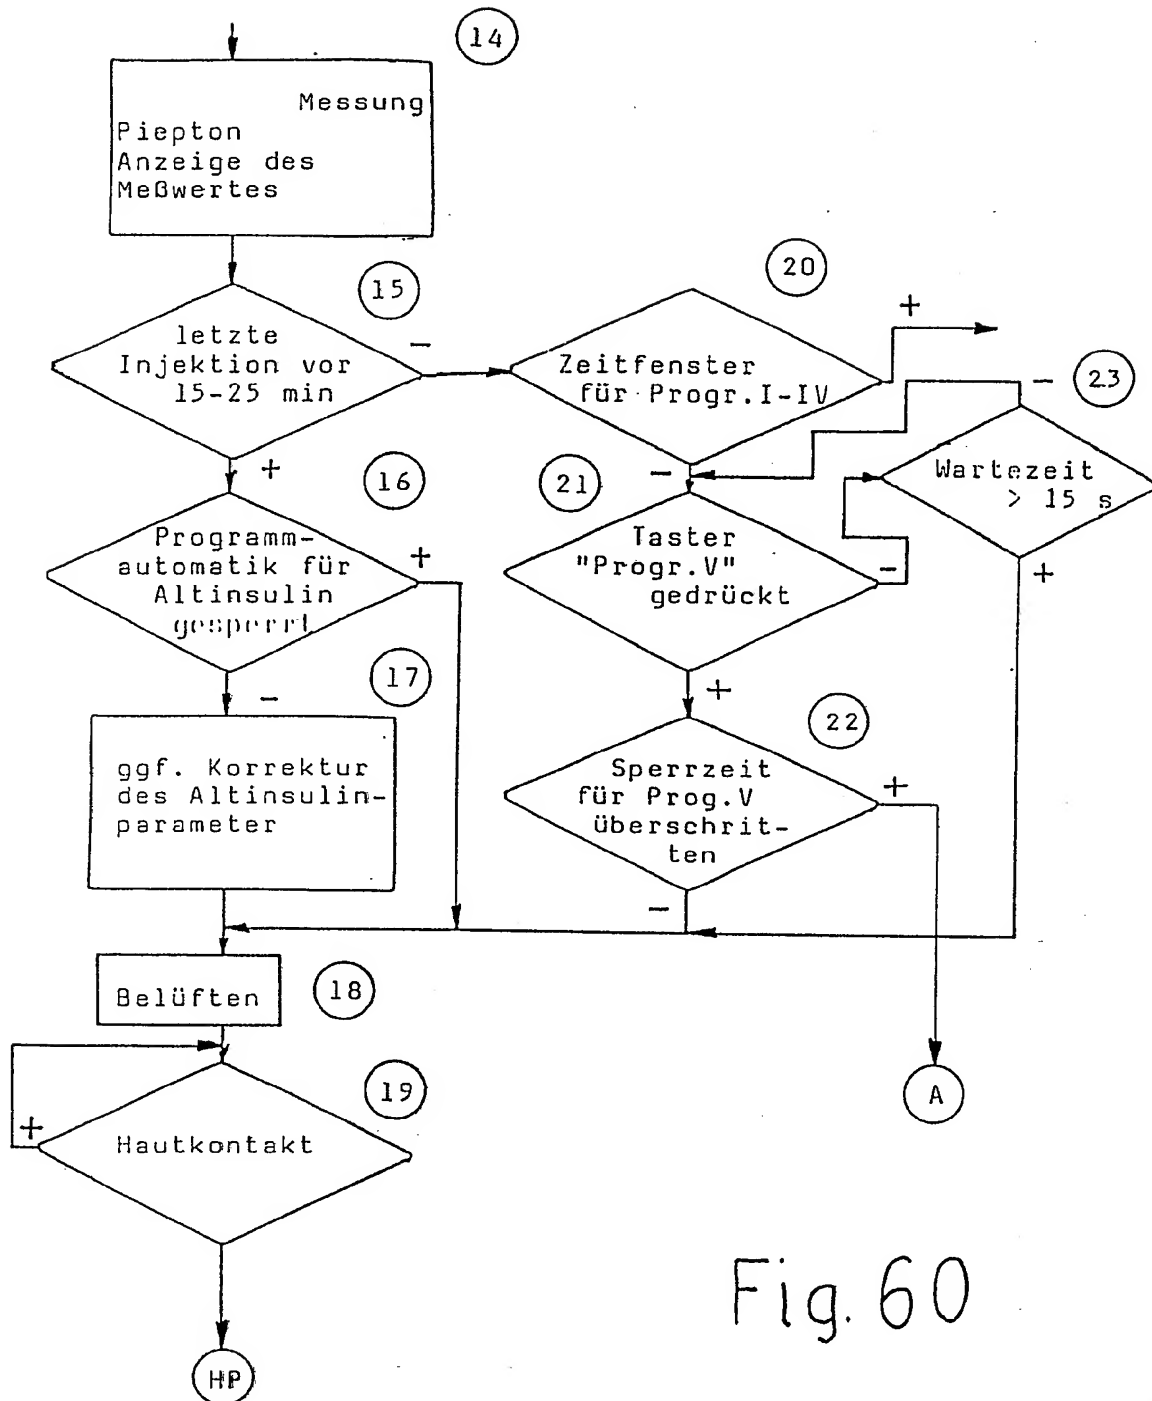 14
Messung
Piepton
Anzeige des
Meßwertes
15
letzte
Injektion vor
15-25 min
-
+
20
Zeitfenster
für Progr.I-IV
+
-
23
Wartezeit
> 15 s
-
+
16
Programm-
automatik für
Altinsulin
gesperrt
+
-
21
Taster
"Progr.V"
gedrückt
-
+
17
ggf. Korrektur
des Altinsulin-
parameter
22
Sperrzeit
für Prog.V
überschrit-
ten
+
-
18
Belüften
19
Hautkontakt
+
A
HP
Fig. 60